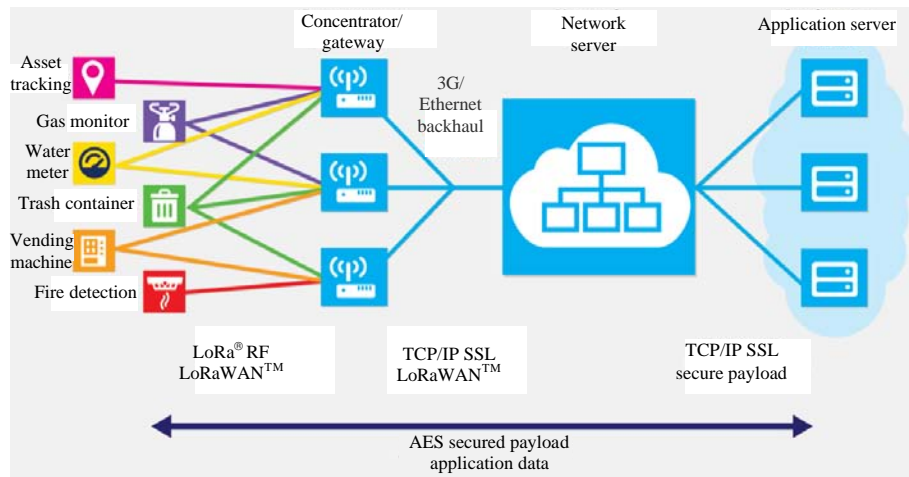 Concentrator/
gateway
Network
server
Application server
Asset
tracking
3G/
Ethernet
backhaul
Gas monitor
Water
meter
Trash container
Vending
machine
Fire detection
LoRa® RF
LoRaWAN™
TCP/IP SSL
LoRaWAN™
TCP/IP SSL
secure payload
AES secured payload
application data